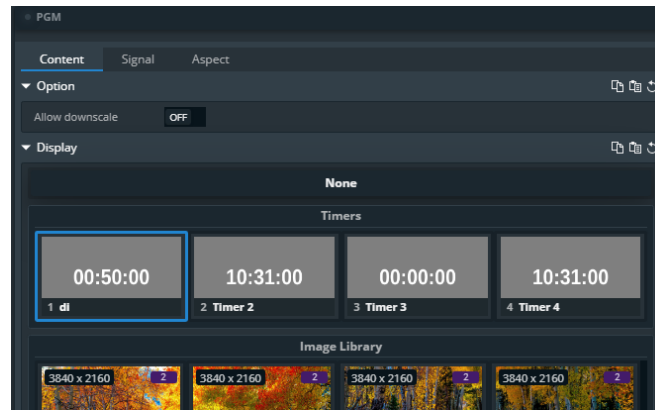 PGM
Content Signal Aspect
Option
Allow downscale OFF
Display
None
Timers
00:50:00 10:31:00 00:00:00 10:31:00
1 di 2 Timer 2 3 Timer 3 4 Timer 4
Image Library
3840 x 2160 2 3840 x 2160 2 3840 x 2160 2 3840 x 2160 2